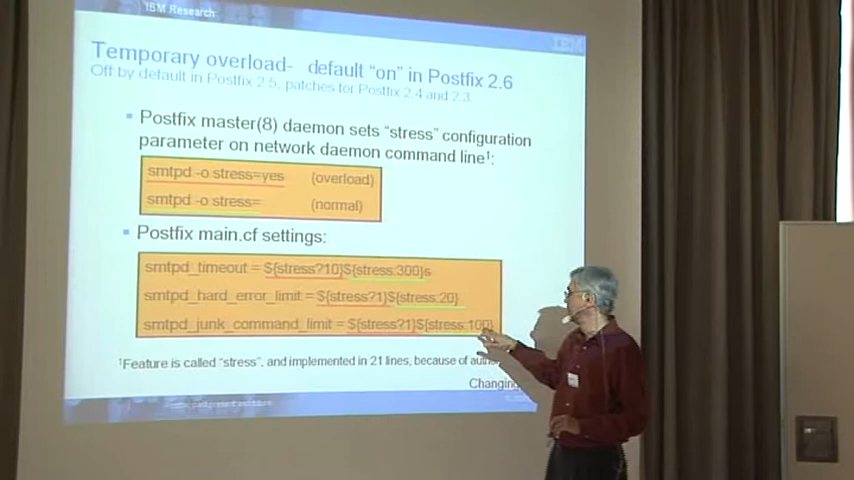 IBM Research
IBM
Temporary overload- default “on” in Postfix 2.6
Off by default in Postfix 2.5, patches for Postfix 2.4 and 2.3
Postfix master(8) daemon sets “stress” configuration
parameter on network daemon command line1:
smtpd -o stress=yes (overload)
smtpd -o stress= (normal)
Postfix main.cf settings:
smtpd_timeout = ${stress?10}${stress:300}s
smtpd_hard_error_limit = ${stress?1}${stress:20}
smtpd_junk_command_limit = ${stress?1}${stress:100}
1Feature is called “stress”, and implemented in 21 lines, because of
Changing